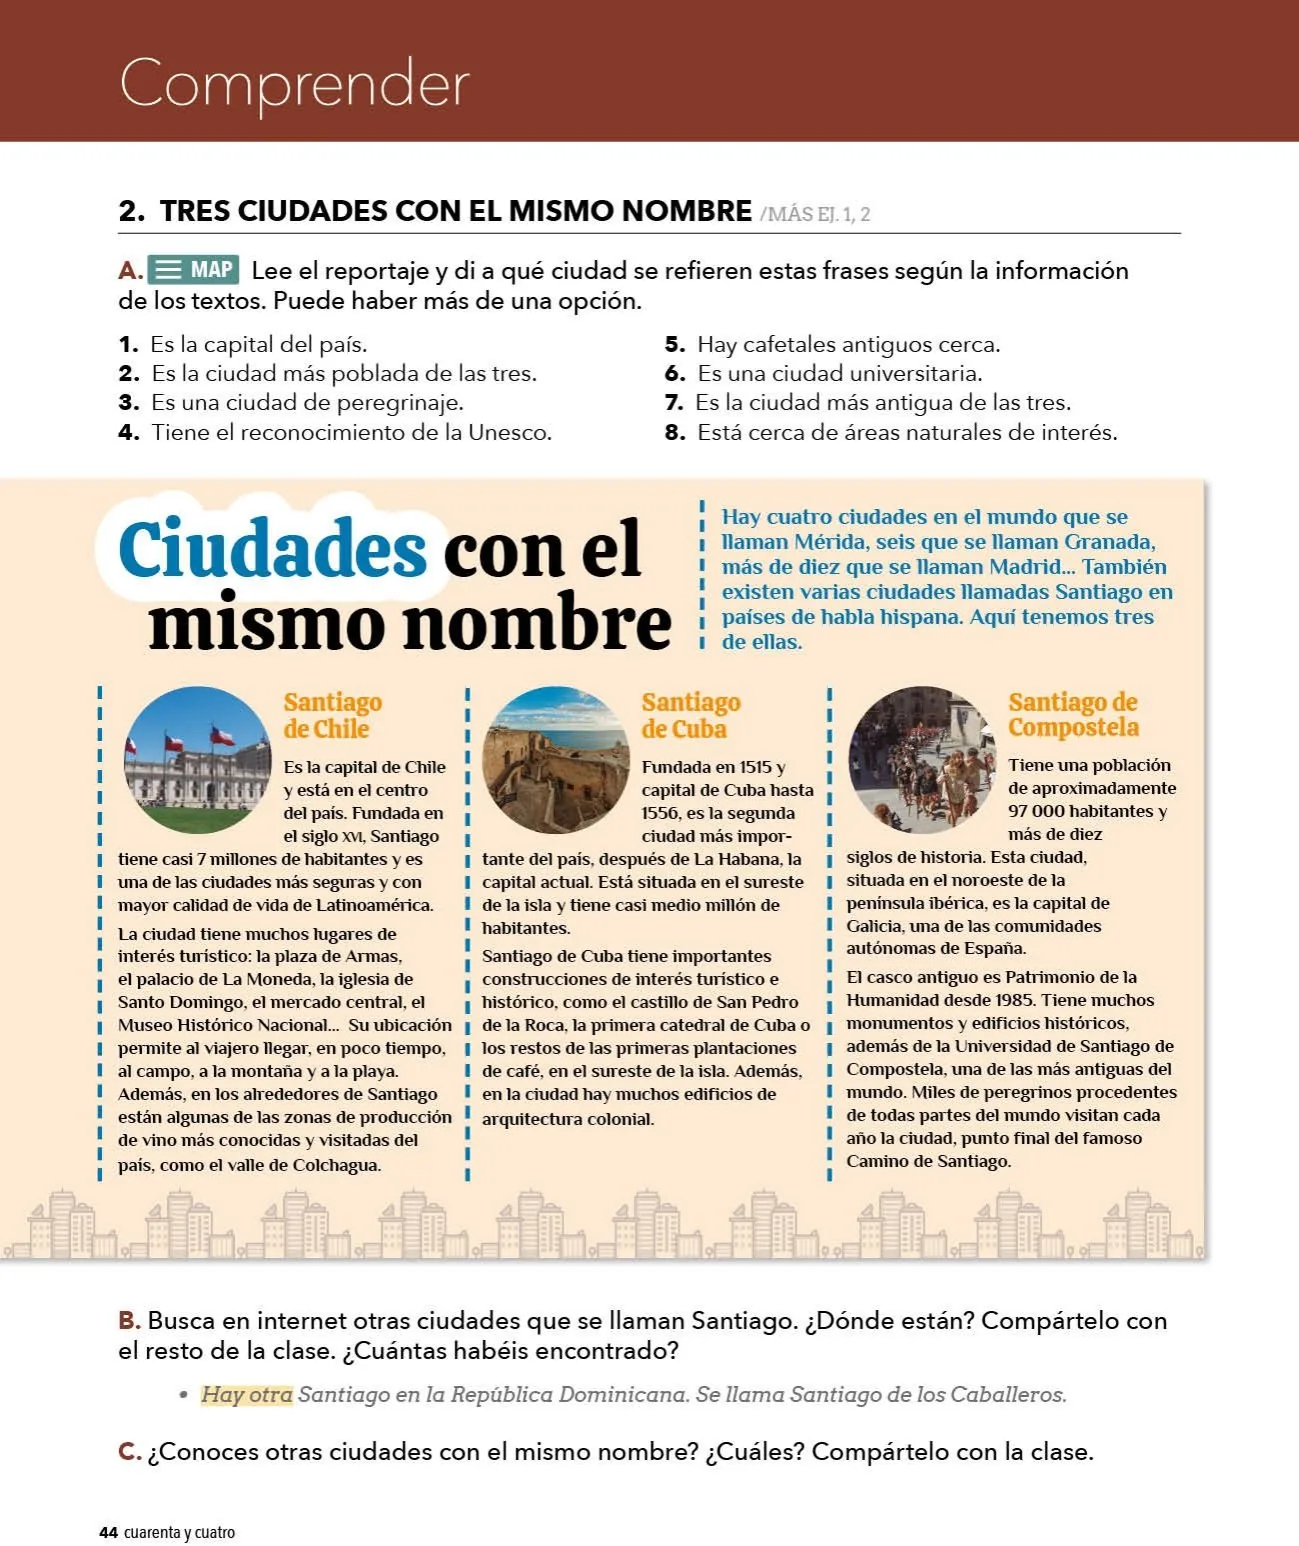 Comprender
2. TRES CIUDADES CON EL MISMO NOMBRE /MÁS EJ. 1, 2
A. MAP Lee el reportaje y di a qué ciudad se refieren estas frases según la información
de los textos. Puede haber más de una opción.
1. Es la capital del país.
2. Es la ciudad más poblada de las tres.
3. Es una ciudad de peregrinaje.
4. Tiene el reconocimiento de la Unesco.
5. Hay cafetales antiguos cerca.
6. Es una ciudad universitaria.
7. Es la ciudad más antigua de las tres.
8. Está cerca de áreas naturales de interés.
Ciudades con el
mismo nombre
Hay cuatro ciudades en el mundo que se
llaman Mérida, seis que se llaman Granada,
más de diez que se llaman Madrid... También
existen varias ciudades llamadas Santiago en
países de habla hispana. Aquí tenemos tres
de ellas.
Santiago
de Chile
Es la capital de Chile
y está en el centro
del país. Fundada en
el siglo XVI, Santiago
tiene casi 7 millones de habitantes y es
una de las ciudades más seguras y con
mayor calidad de vida de Latinoamérica.
La ciudad tiene muchos lugares de
interés turístico: la plaza de Armas,
el palacio de La Moneda, la iglesia de
Santo Domingo, el mercado central, el
Museo Histórico Nacional... Su ubicación
permite al viajero llegar, en poco tiempo,
al campo, a la montaña y a la playa.
Además, en los alrededores de Santiago
están algunas de las zonas de producción
de vino más conocidas y visitadas del
país, como el valle de Colchagua.
Santiago
de Cuba
Fundada en 1515 y
capital de Cuba hasta
1556, es la segunda
ciudad más impor-
tante del país, después de La Habana, la
capital actual. Está situada en el sureste
de la isla y tiene casi medio millón de
habitantes.
Santiago de Cuba tiene importantes
construcciones de interés turístico e
histórico, como el castillo de San Pedro
de la Roca, la primera catedral de Cuba o
los restos de las primeras plantaciones
de café, en el sureste de la isla. Además,
en la ciudad hay muchos edificios de
arquitectura colonial.
Santiago de
Compostela
Tiene una población
de aproximadamente
97 000 habitantes y
más de diez
siglos de historia. Esta ciudad,
situada en el noroeste de la
península ibérica, es la capital de
Galicia, una de las comunidades
autónomas de España.
El casco antiguo es Patrimonio de la
Humanidad desde 1985. Tiene muchos
monumentos y edificios históricos,
además de la Universidad de Santiago de
Compostela, una de las más antiguas del
mundo. Miles de peregrinos procedentes
de todas partes del mundo visitan cada
año la ciudad, punto final del famoso
Camino de Santiago.
B. Busca en internet otras ciudades que se llaman Santiago. ¿Dónde están? Compártelo con
el resto de la clase. ¿Cuántas habéis encontrado?
• Hay otra Santiago en la República Dominicana. Se llama Santiago de los Caballeros.
C. ¿Conoces otras ciudades con el mismo nombre? ¿Cuáles? Compártelo con la clase.
44 cuarenta y cuatro